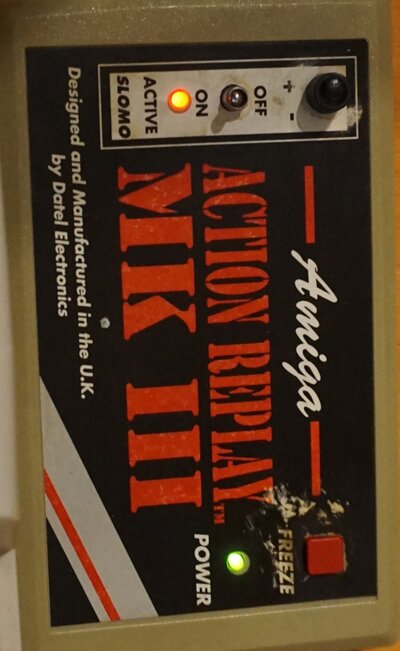 Amiga
ACTION REPLAY™
MK III
+
-
OFF
ON
ACTIVE
SLOMO
FREEZE
POWER
Designed and Manufactured in the U.K.
by Datel Electronics